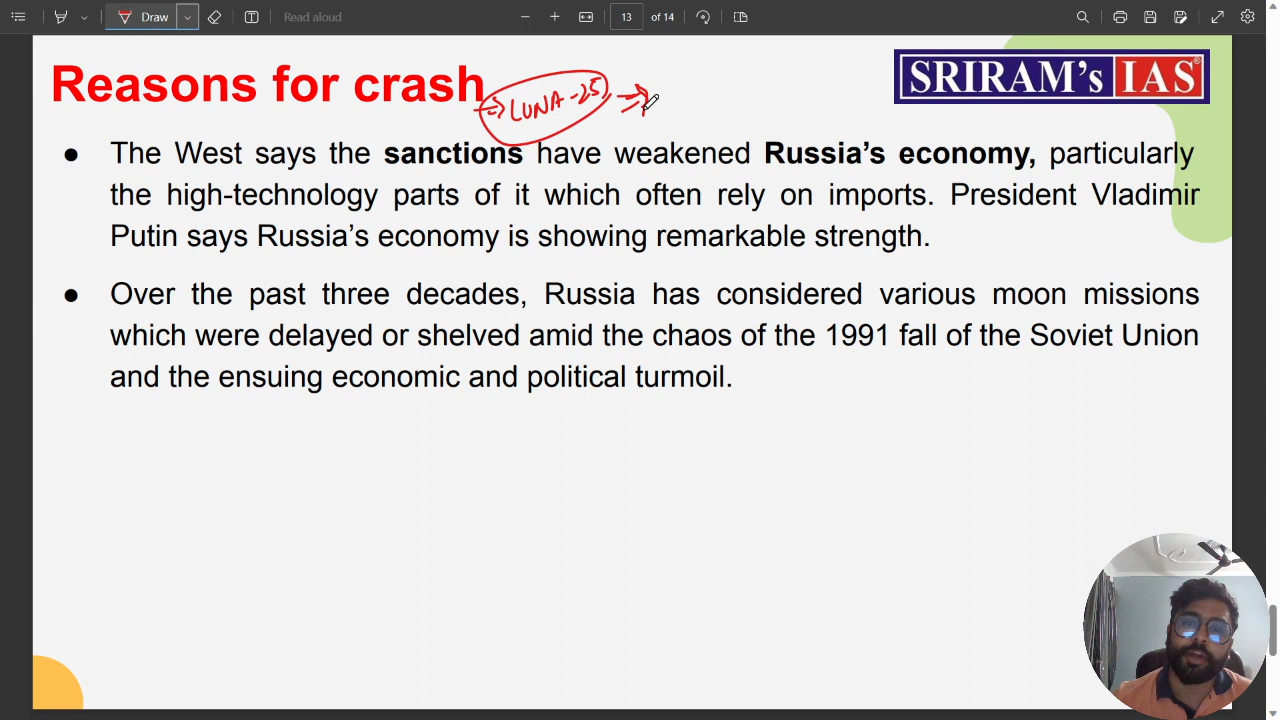 Draw
Read aloud
13
of 14
Reasons for crash
SRIRAM's IAS
⇒ LUNA-25 ⇒
● The West says the sanctions have weakened Russia's economy, particularly
the high-technology parts of it which often rely on imports. President Vladimir
Putin says Russia's economy is showing remarkable strength.
● Over the past three decades, Russia has considered various moon missions
which were delayed or shelved amid the chaos of the 1991 fall of the Soviet Union
and the ensuing economic and political turmoil.